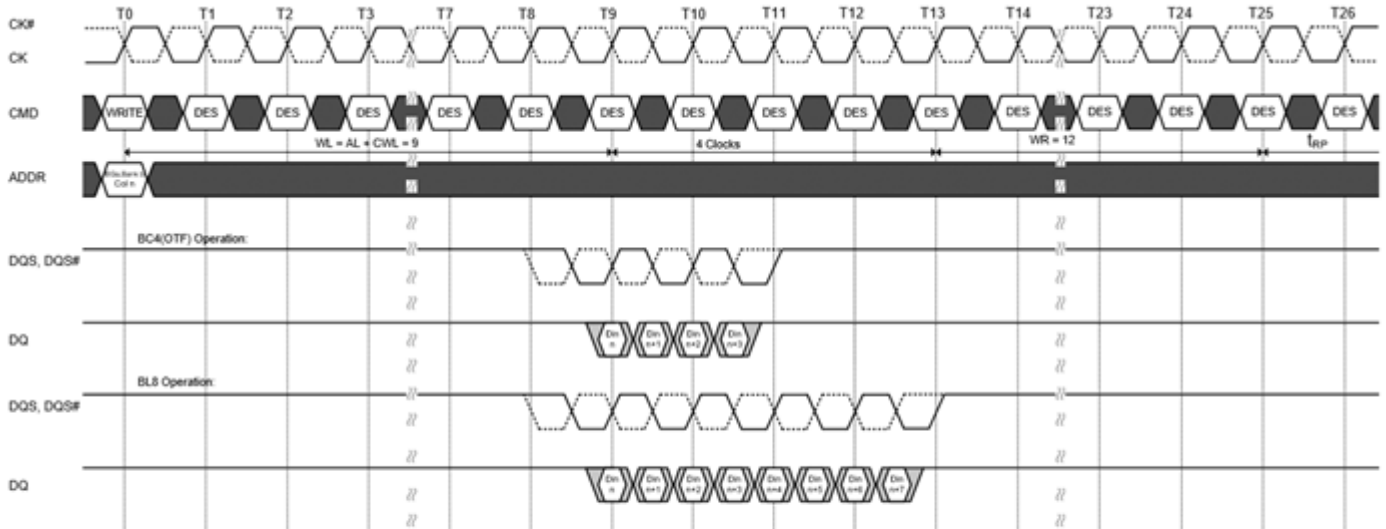 T0 T1 T2 T3 T7 T8 T9 T10 T11 T12 T13 T14 T23 T24 T25 T26
CK#
CK
CMD WRITE DES DES DES DES DES DES DES DES DES DES DES DES DES DES DES
WL = AL + CWL = 9 4 Clocks WR = 12 tRP
ADDR
Col n
BC4(OTF) Operation:
DQS, DQS#
DQ Din n Din n+1 Din n+2 Din n+3
BL8 Operation:
DQS, DQS#
DQ Din n Din n+1 Din n+2 Din n+3 Din n+4 Din n+5 Din n+6 Din n+7